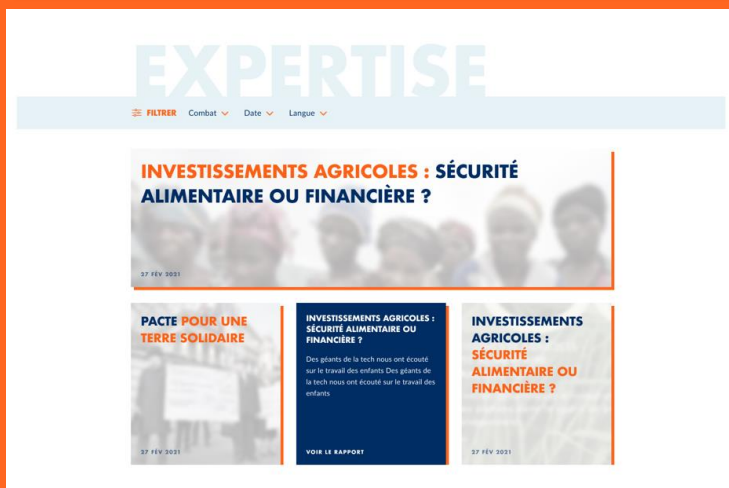 EXPERTISE
FILTRER Combat Date Langue
INVESTISSEMENTS AGRICOLES : SÉCURITÉ
ALIMENTAIRE OU FINANCIÈRE ?
27 FÉV 2021
PACTE POUR UNE
TERRE SOLIDAIRE
27 FÉV 2021
INVESTISSEMENTS AGRICOLES :
SÉCURITÉ ALIMENTAIRE OU
FINANCIÈRE ?
Des géants de la tech nous ont écouté
sur le travail des enfants Des géants de
la tech nous ont écouté sur le travail des
enfants
VOIR LE RAPPORT
INVESTISSEMENTS
AGRICOLES :
SÉCURITÉ
ALIMENTAIRE OU
FINANCIÈRE ?
27 FÉV 2021